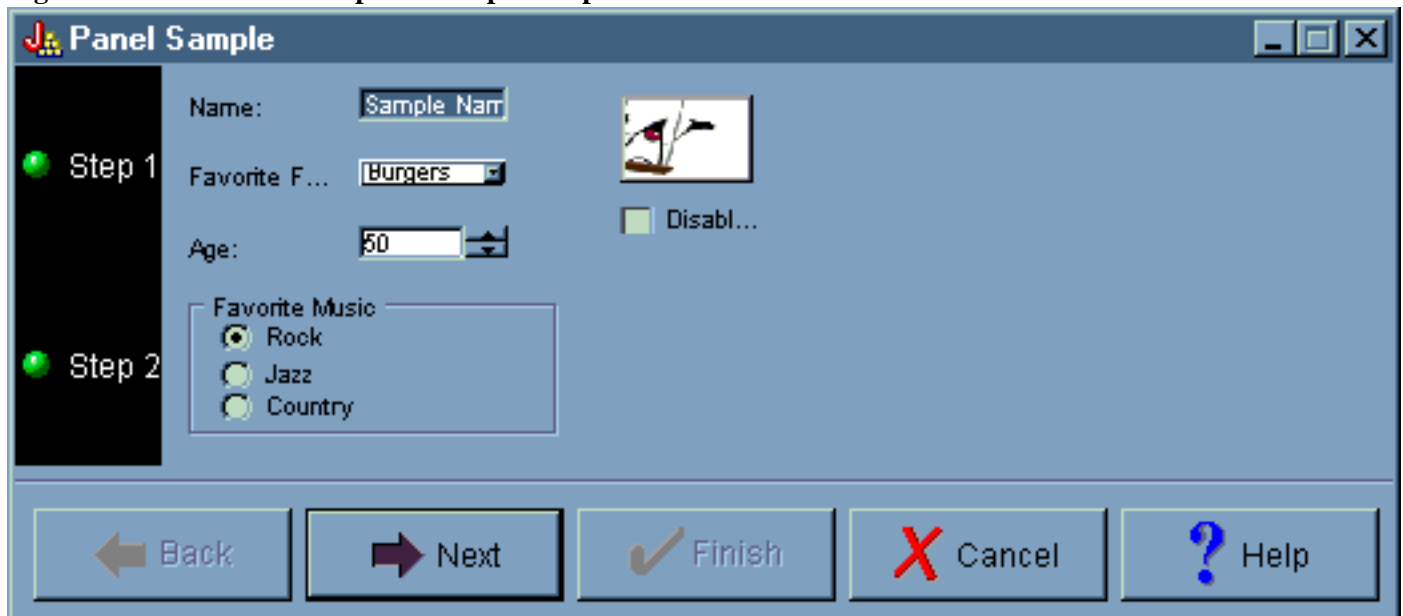 Panel Sample
Step 1
Step 2
Name:
Sample Nam
Favorite F...
Burgers
Age:
50
Disabl...
Favorite Music
Rock
Jazz
Country
Back
Next
Finish
Cancel
Help